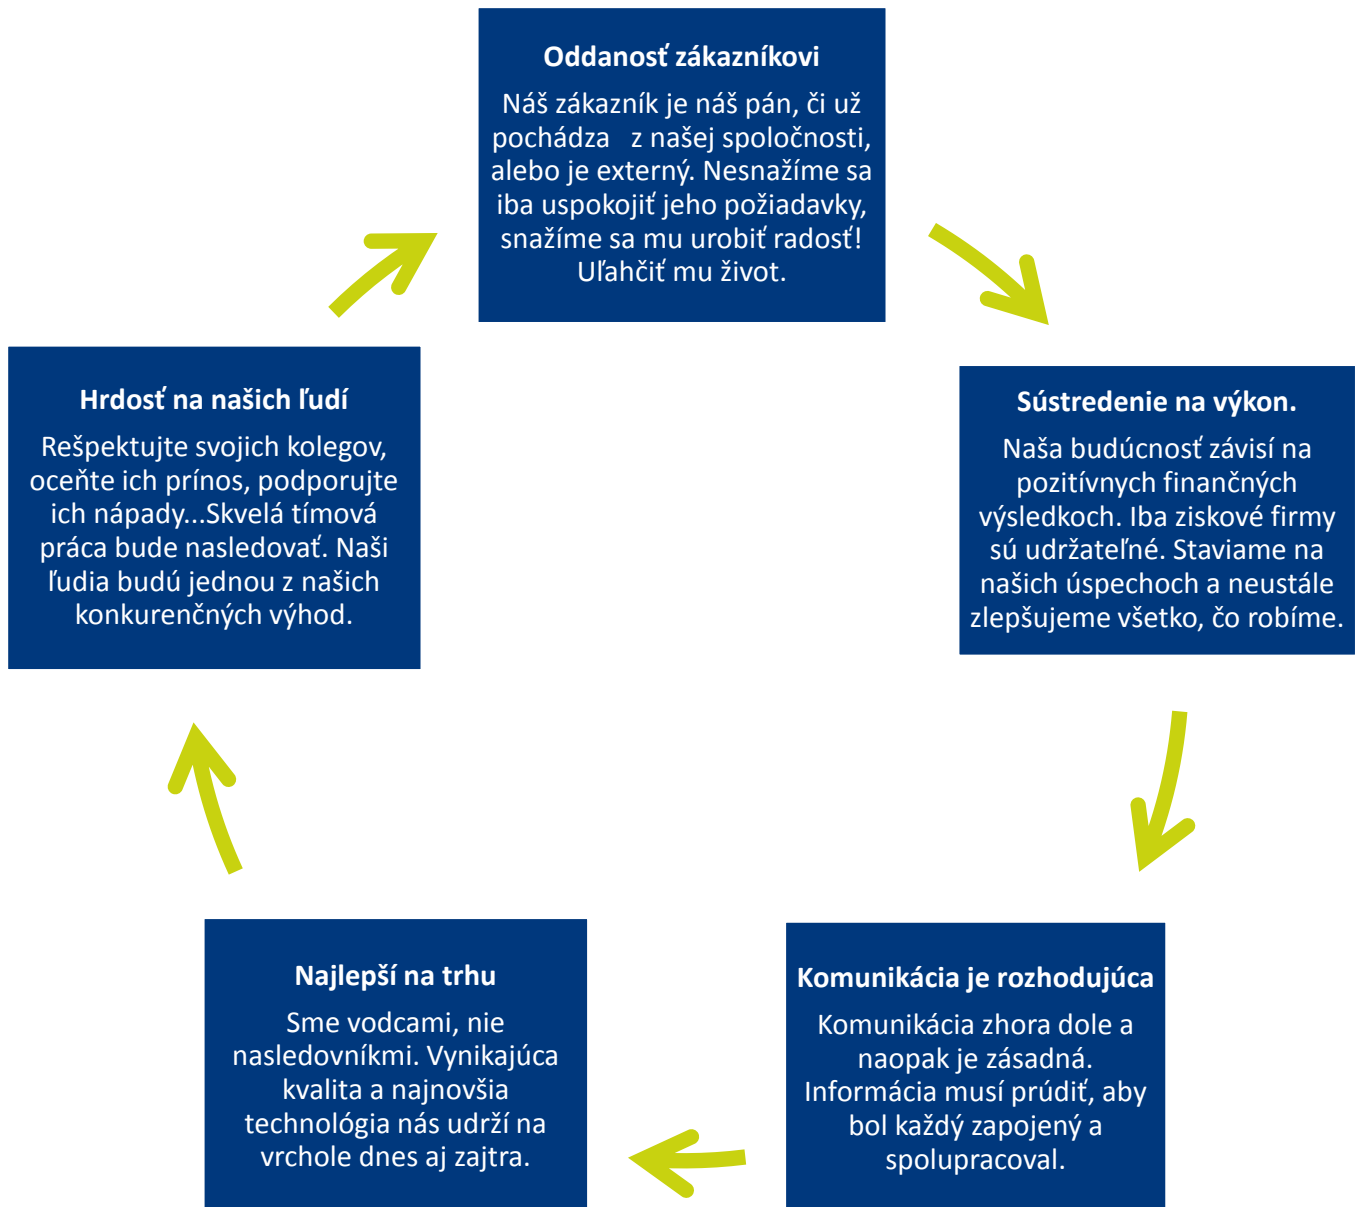 Oddanosť zákazníkovi
Náš zákazník je náš pán, či už
pochádza   z našej spoločnosti,
alebo je externý. Nesnažíme sa
iba uspokojiť jeho požiadavky,
snažíme sa mu urobiť radosť!
Uľahčiť mu život.
Sústredenie na výkon.
Naša budúcnosť závisí na
pozitívnych finančných
výsledkoch. Iba ziskové firmy
sú udržateľné. Staviame na
našich úspechoch a neustále
zlepšujeme všetko, čo robíme.
Komunikácia je rozhodujúca
Komunikácia zhora dole a
naopak je zásadná.
Informácia musí prúdiť, aby
bol každý zapojený a
spolupracoval.
Najlepší na trhu
Sme vodcami, nie
nasledovníkmi. Vynikajúca
kvalita a najnovšia
technológia nás udrží na
vrchole dnes aj zajtra.
Hrdosť na našich ľudí
Rešpektujte svojich kolegov,
oceňte ich prínos, podporujte
ich nápady...Skvelá tímová
práca bude nasledovať. Naši
ľudia budú jednou z našich
konkurenčných výhod.